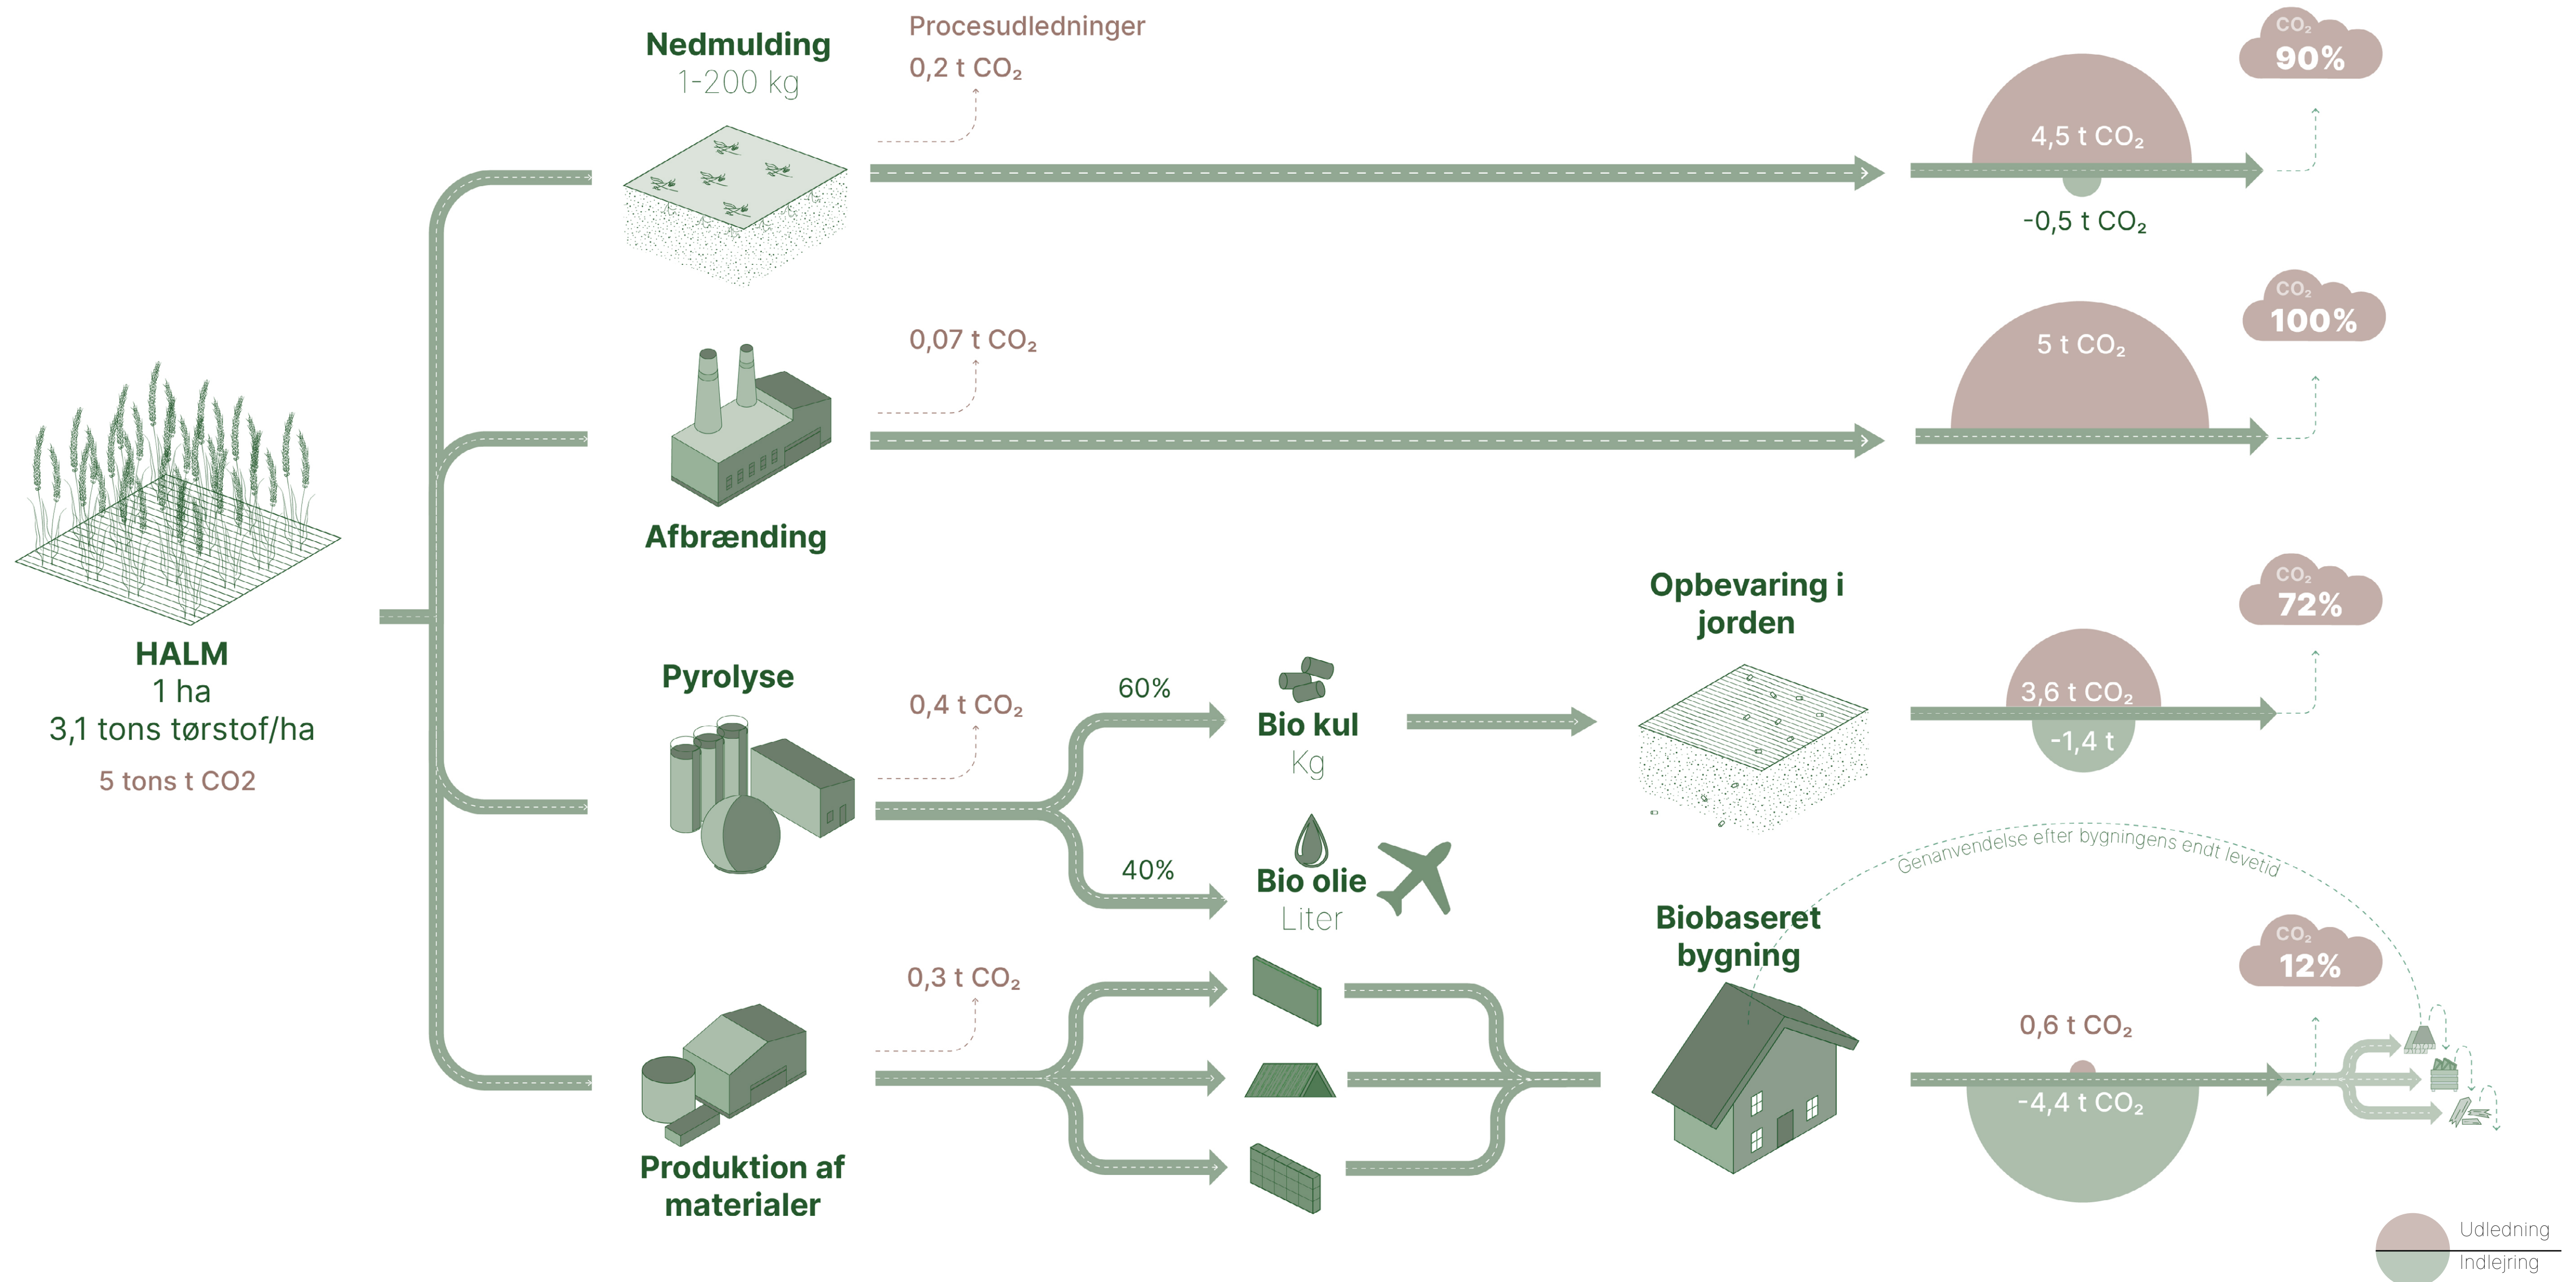 HALM
1 ha
3,1 tons tørstof/ha
5 tons t CO2
Nedmulding
1-200 kg
Procesudledninger
0,2 t CO₂
4,5 t CO₂
-0,5 t CO₂
CO₂
90%
Afbrænding
0,07 t CO₂
5 t CO₂
CO₂
100%
Pyrolyse
0,4 t CO₂
60%
Bio kul
Kg
40%
Bio olie
Liter
Opbevaring i
jorden
3,6 t CO₂
-1,4 t
CO₂
72%
Produktion af
materialer
0,3 t CO₂
Biobaseret
bygning
Genanvendelse efter bygningens endt levetid
0,6 t CO₂
-4,4 t CO₂
CO₂
12%
Udledning
Indlejring